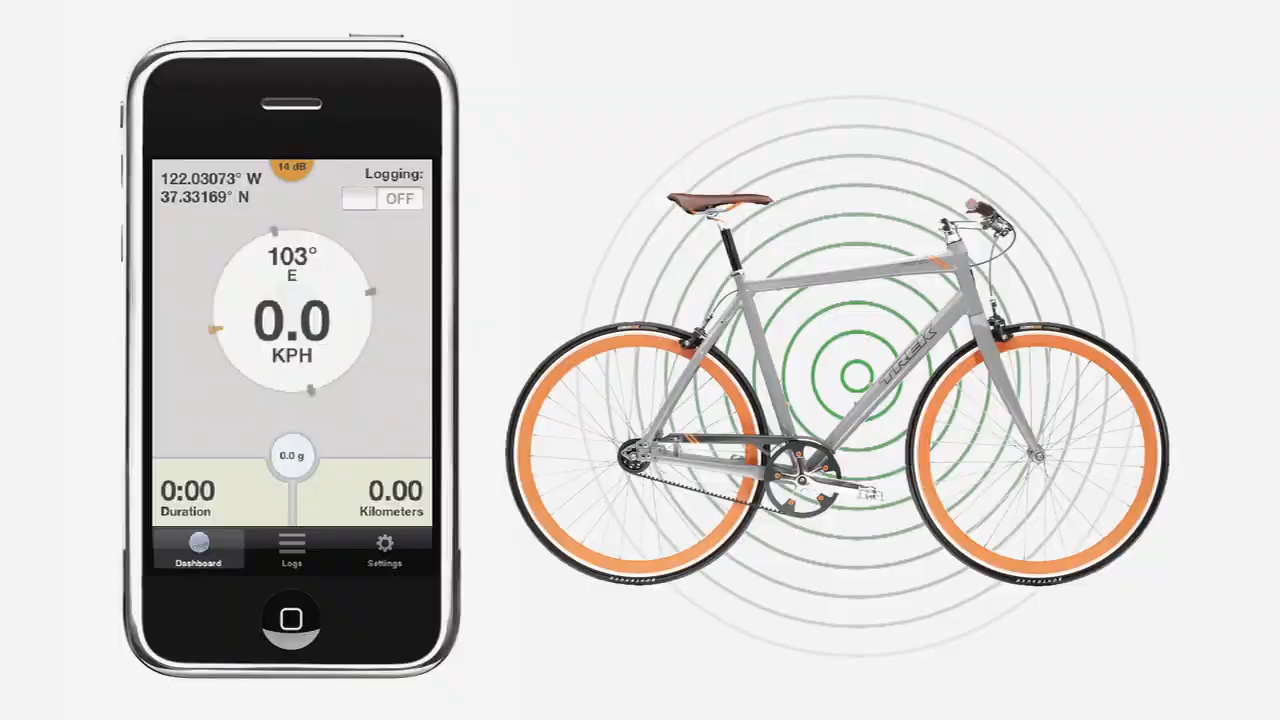 14 dB
122.03073° W
37.33169° N
Logging:
OFF
103°
E
0.0
KPH
0.0 g
0:00
Duration
0.00
Kilometers
Dashboard
Logs
Settings
TREK